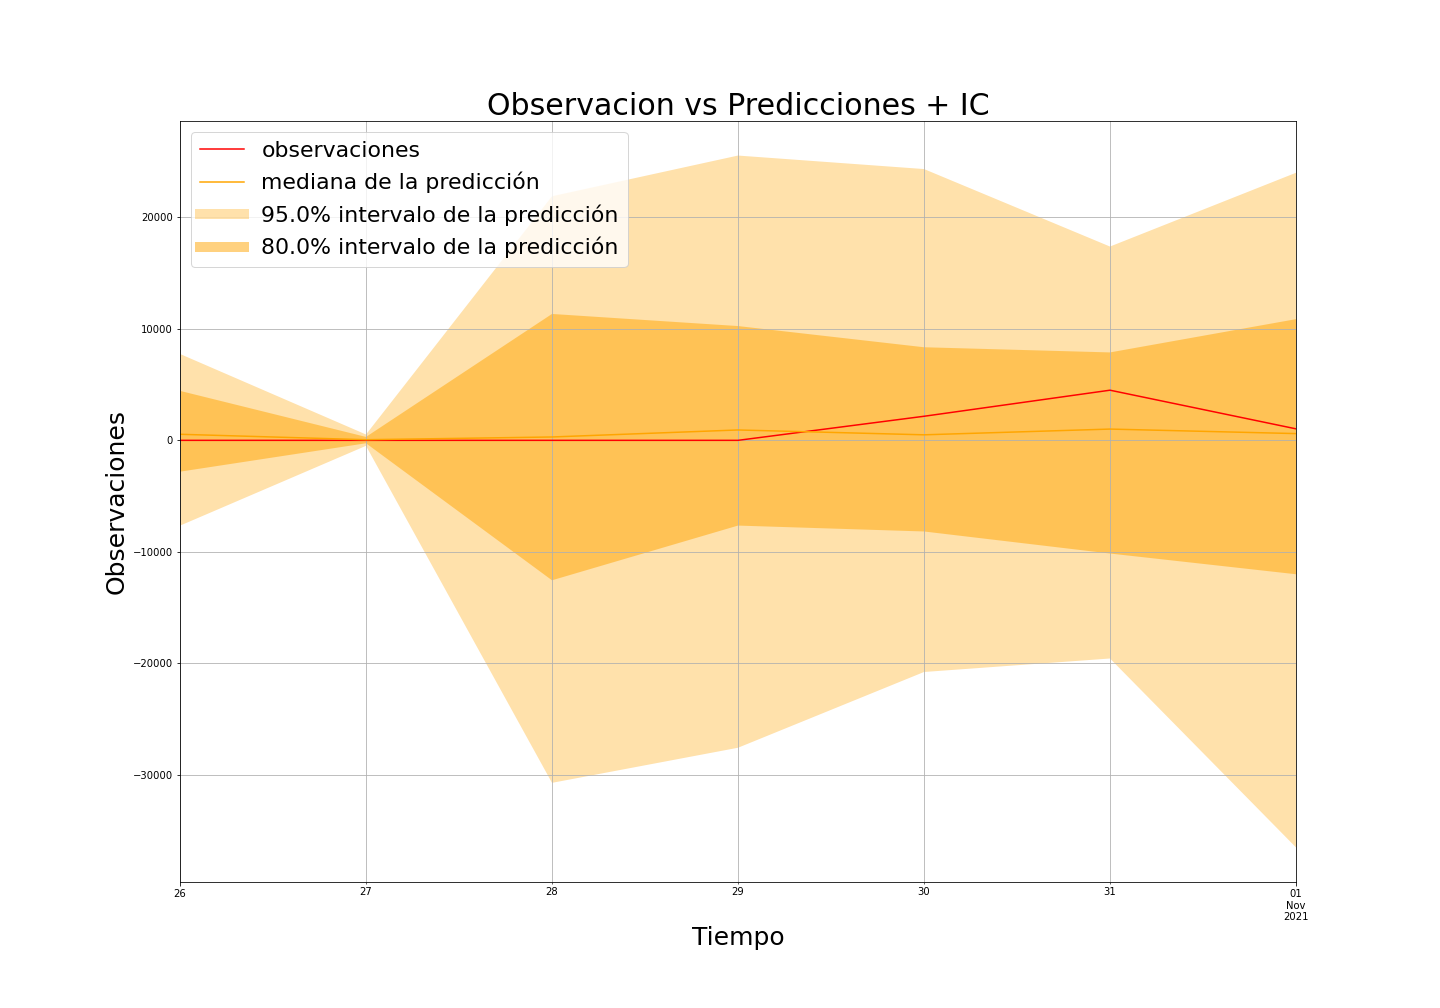 Observacion vs Predicciones + IC
observaciones
mediana de la predicción
95.0% intervalo de la predicción
80.0% intervalo de la predicción
20000
10000
0
−10000
−20000
−30000
Observaciones
26
27
28
29
30
31
01
Nov
2021
Tiempo